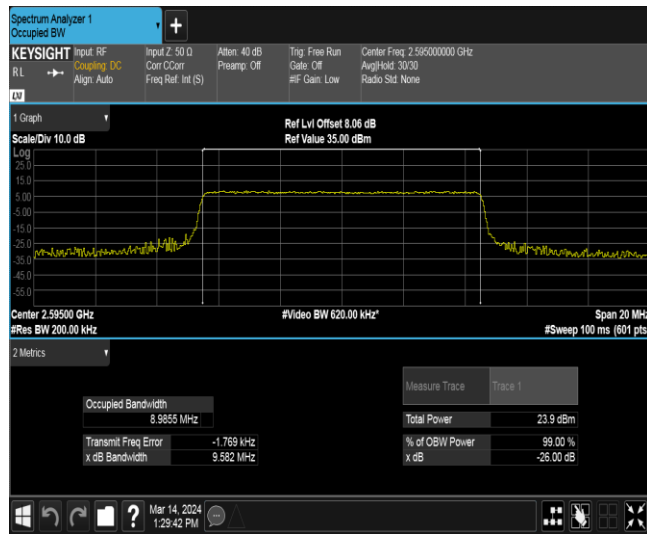 Spectrum Analyzer 1
Occupied BW
+
KEYSIGHT Input: RF Input Z: 50 Ω Atten: 40 dB Trig: Free Run Center Freq: 2.595000000 GHz
RL Coupling: DC Corr CCorr Preamp: Off Gate: Off Avg|Hold: 30/30
Align: Auto Freq Ref: Int (S) #IF Gain: Low Radio Std: None
LXI
1 Graph
Ref Lvl Offset 8.06 dB
Scale/Div 10.0 dB Ref Value 35.00 dBm
Log
25.0
15.0
5.00
-5.00
-15.0
-25.0
-35.0
-45.0
-55.0
Center 2.59500 GHz #Video BW 620.00 kHz* Span 20 MHz
#Res BW 200.00 kHz #Sweep 100 ms (601 pts)
2 Metrics
Measure Trace Trace 1
Occupied Bandwidth
8.9855 MHz Total Power 23.9 dBm
Transmit Freq Error -1.769 kHz % of OBW Power 99.00 %
x dB Bandwidth 9.582 MHz x dB -26.00 dB
? Mar 14, 2024
1:29:42 PM